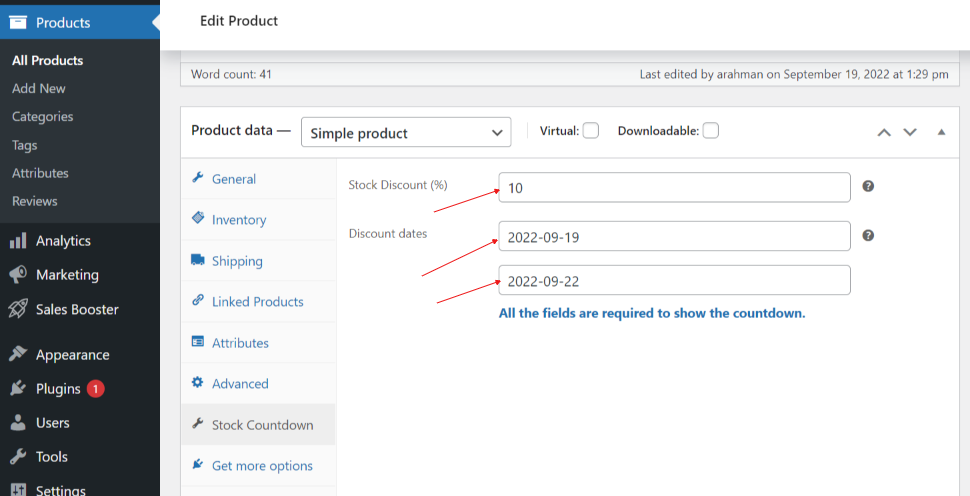 Products
All Products
Add New
Categories
Tags
Attributes
Reviews
Analytics
Marketing
Sales Booster
Appearance
Plugins 1
Users
Tools
Settings
Edit Product
Word count: 41
Last edited by arahman on September 19, 2022 at 1:29 pm
Product data — Simple product Virtual: Downloadable:
General
Inventory
Shipping
Linked Products
Attributes
Advanced
Stock Countdown
Get more options
Stock Discount (%) 10
Discount dates 2022-09-19
2022-09-22
All the fields are required to show the countdown.